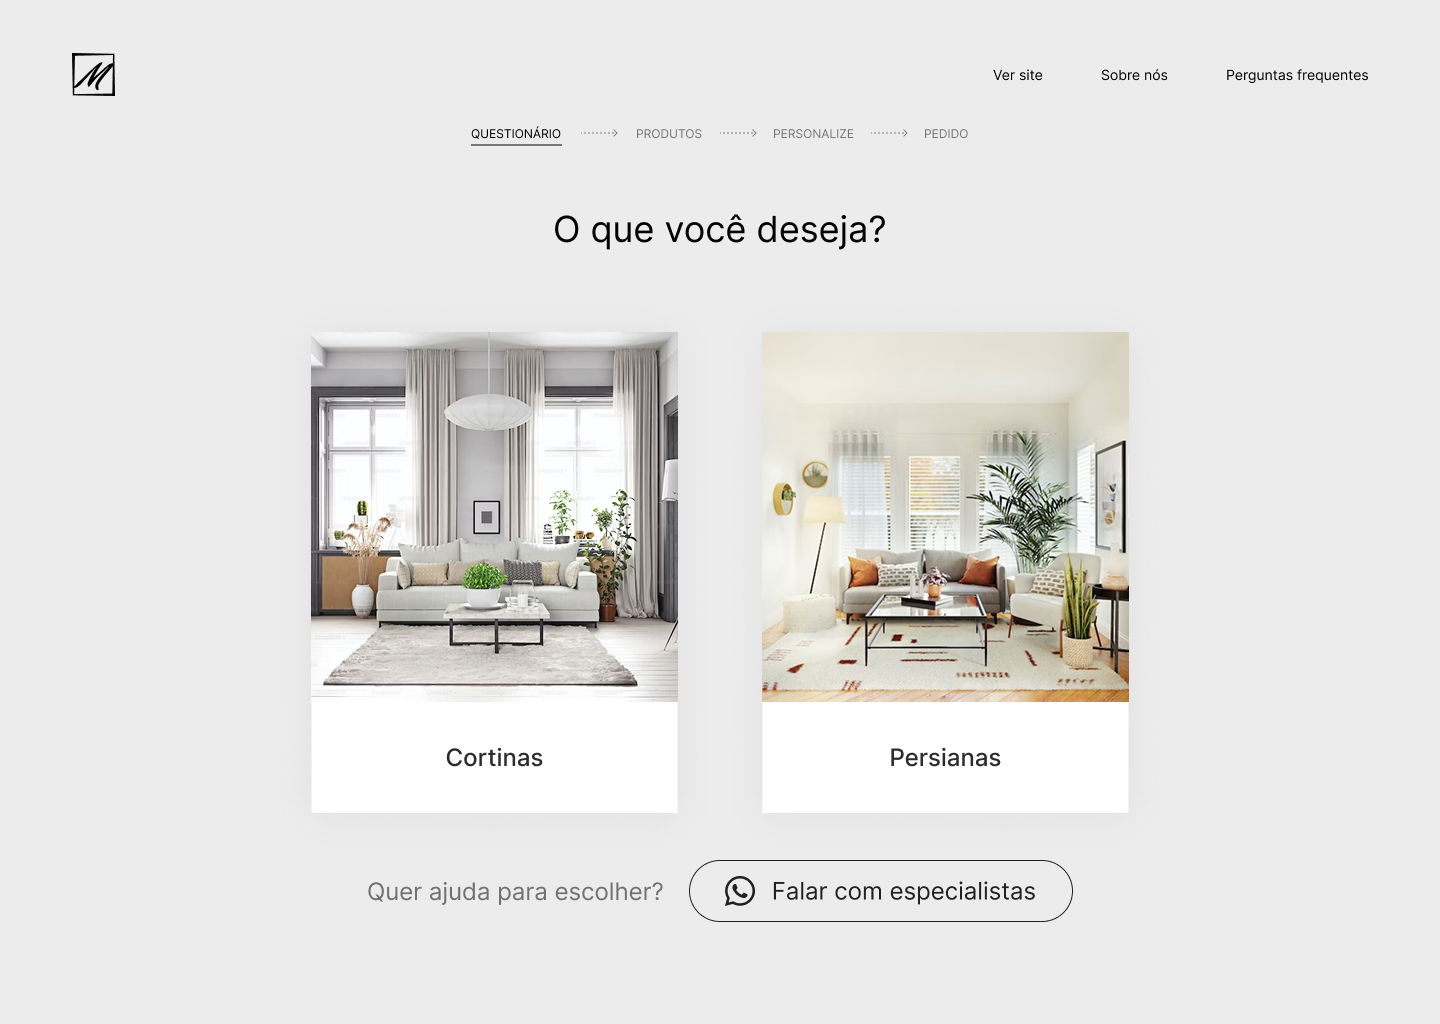 M
Ver site
Sobre nós
Perguntas frequentes
QUESTIONÁRIO
PRODUTOS
PERSONALIZE
PEDIDO
O que você deseja?
Cortinas
Persianas
Quer ajuda para escolher?
Falar com especialistas